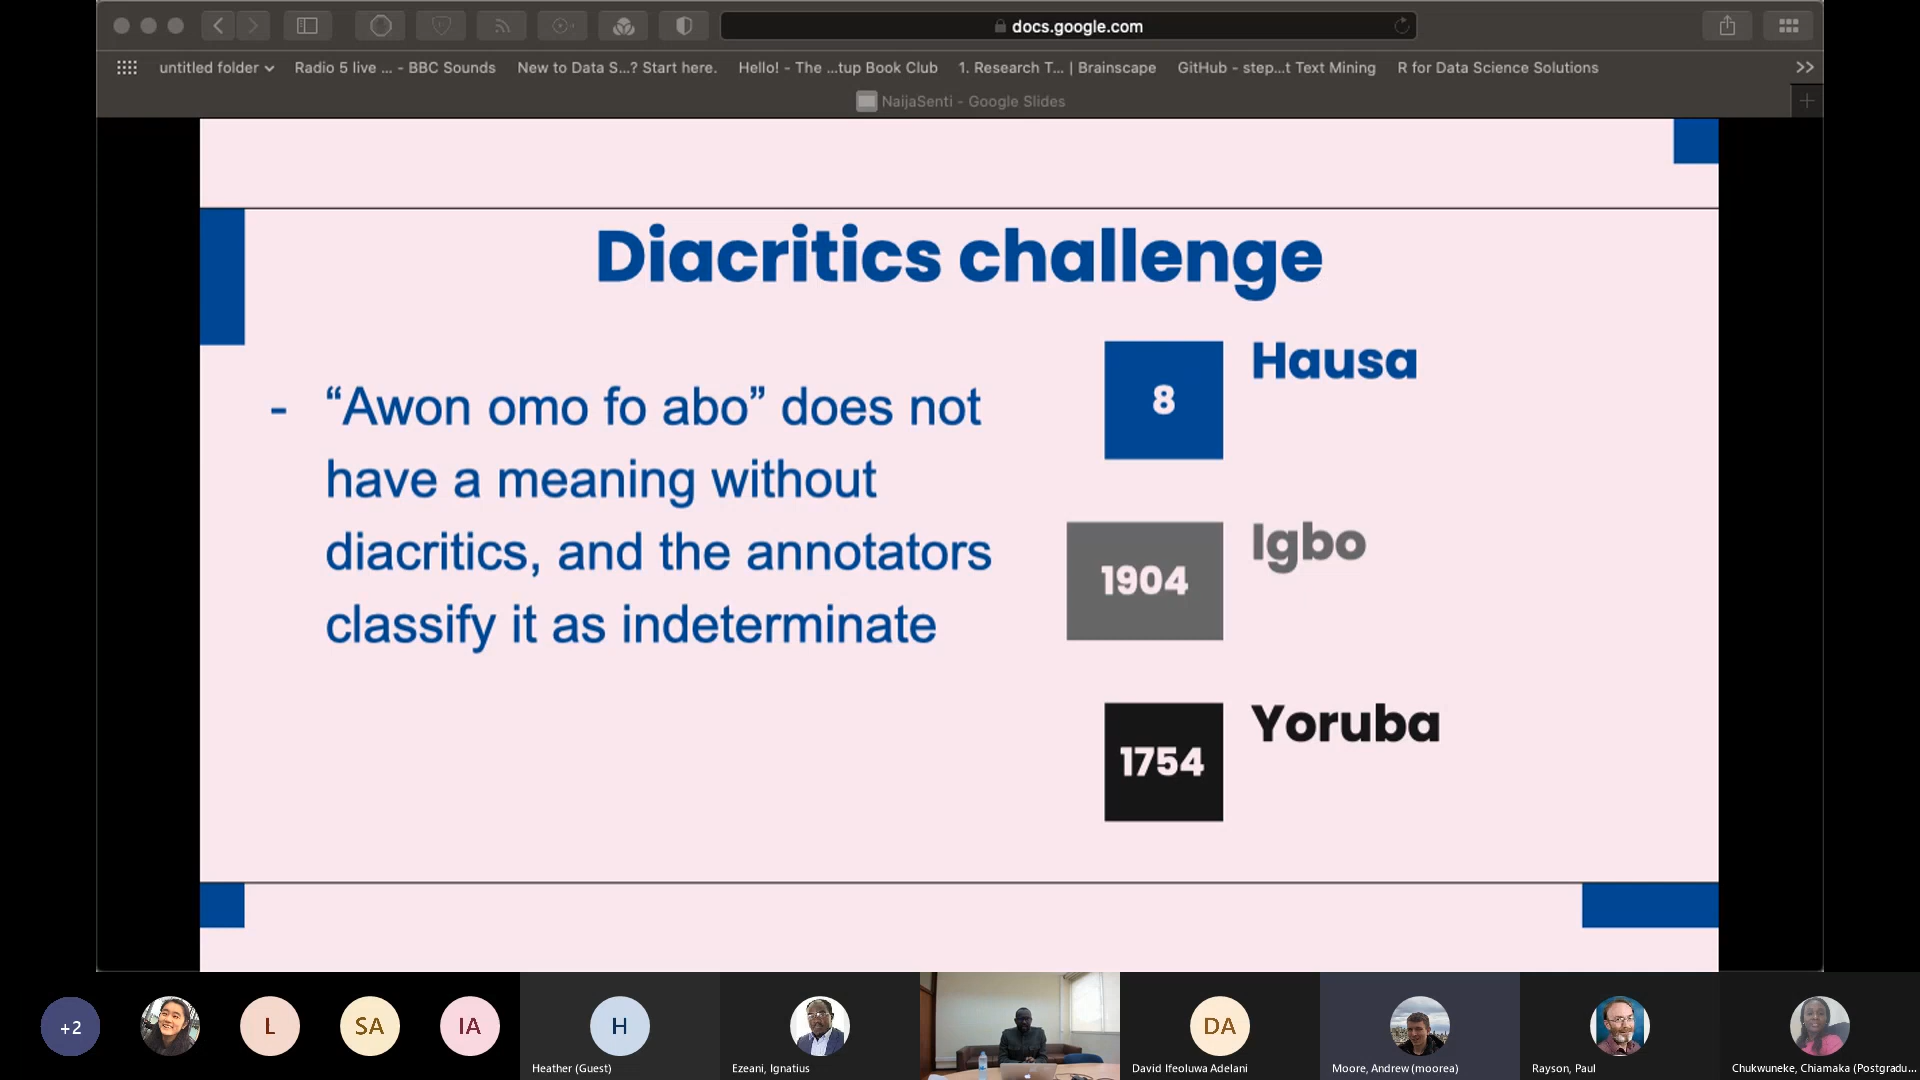 docs.google.com
untitled folder
Radio 5 live ... - BBC Sounds
New to Data S...? Start here.
Hello! - The ...tup Book Club
1. Research T... | Brainscape
GitHub - step...t Text Mining
R for Data Science Solutions
NaijaSenti - Google Slides
Diacritics challenge
- “Awon omo fo abo” does not
have a meaning without
diacritics, and the annotators
classify it as indeterminate
8
Hausa
1904
Igbo
1754
Yoruba
+2
L
SA
IA
H
Heather (Guest)
Ezeani, Ignatius
DA
David Ifeoluwa Adelani
Moore, Andrew (moorea)
Rayson, Paul
Chukwuneke, Chiamaka (Postgradu...